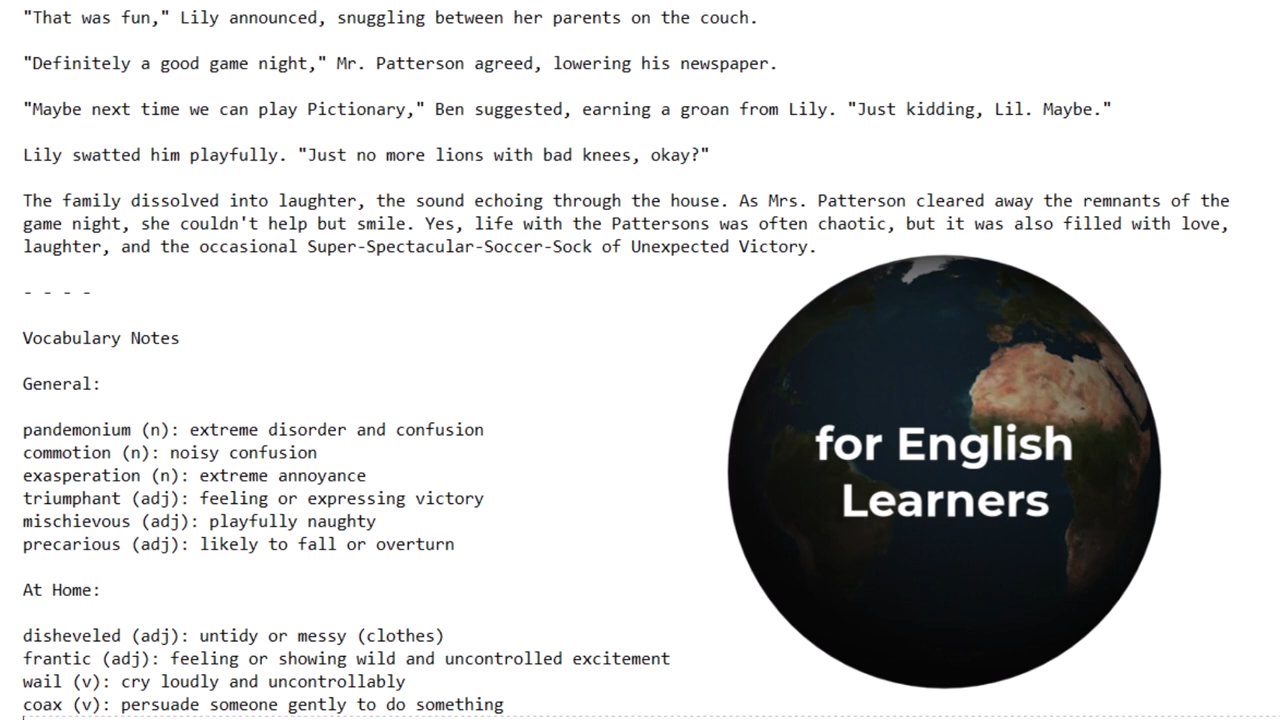 "That was fun," Lily announced, snuggling between her parents on the couch.
"Definitely a good game night," Mr. Patterson agreed, lowering his newspaper.
"Maybe next time we can play Pictionary," Ben suggested, earning a groan from Lily. "Just kidding, Lil. Maybe."
Lily swatted him playfully. "Just no more lions with bad knees, okay?"
The family dissolved into laughter, the sound echoing through the house. As Mrs. Patterson cleared away the remnants of the
game night, she couldn't help but smile. Yes, life with the Pattersons was often chaotic, but it was also filled with love,
laughter, and the occasional Super-Spectacular-Soccer-Sock of Unexpected Victory.
- - - -
Vocabulary Notes
General:
pandemonium (n): extreme disorder and confusion
commotion (n): noisy confusion
exasperation (n): extreme annoyance
triumphant (adj): feeling or expressing victory
mischievous (adj): playfully naughty
precarious (adj): likely to fall or overturn
At Home:
disheveled (adj): untidy or messy (clothes)
frantic (adj): feeling or showing wild and uncontrolled excitement
wail (v): cry loudly and uncontrollably
coax (v): persuade someone gently to do something
for English
Learners